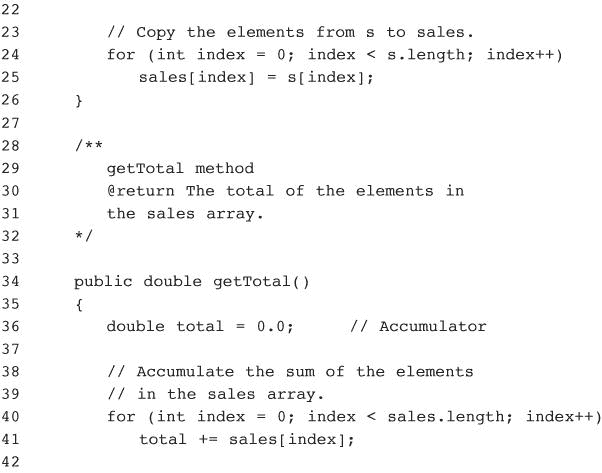 22
23 // Copy the elements from s to sales.
24 for (int index = 0; index < s.length; index++)
25 sales[index] = s[index];
26 }
27
28 /**
29 getTotal method
30 @return The total of the elements in
31 the sales array.
32 */
33
34 public double getTotal()
35 {
36 double total = 0.0; // Accumulator
37
38 // Accumulate the sum of the elements
39 // in the sales array.
40 for (int index = 0; index < sales.length; index++)
41 total += sales[index];
42